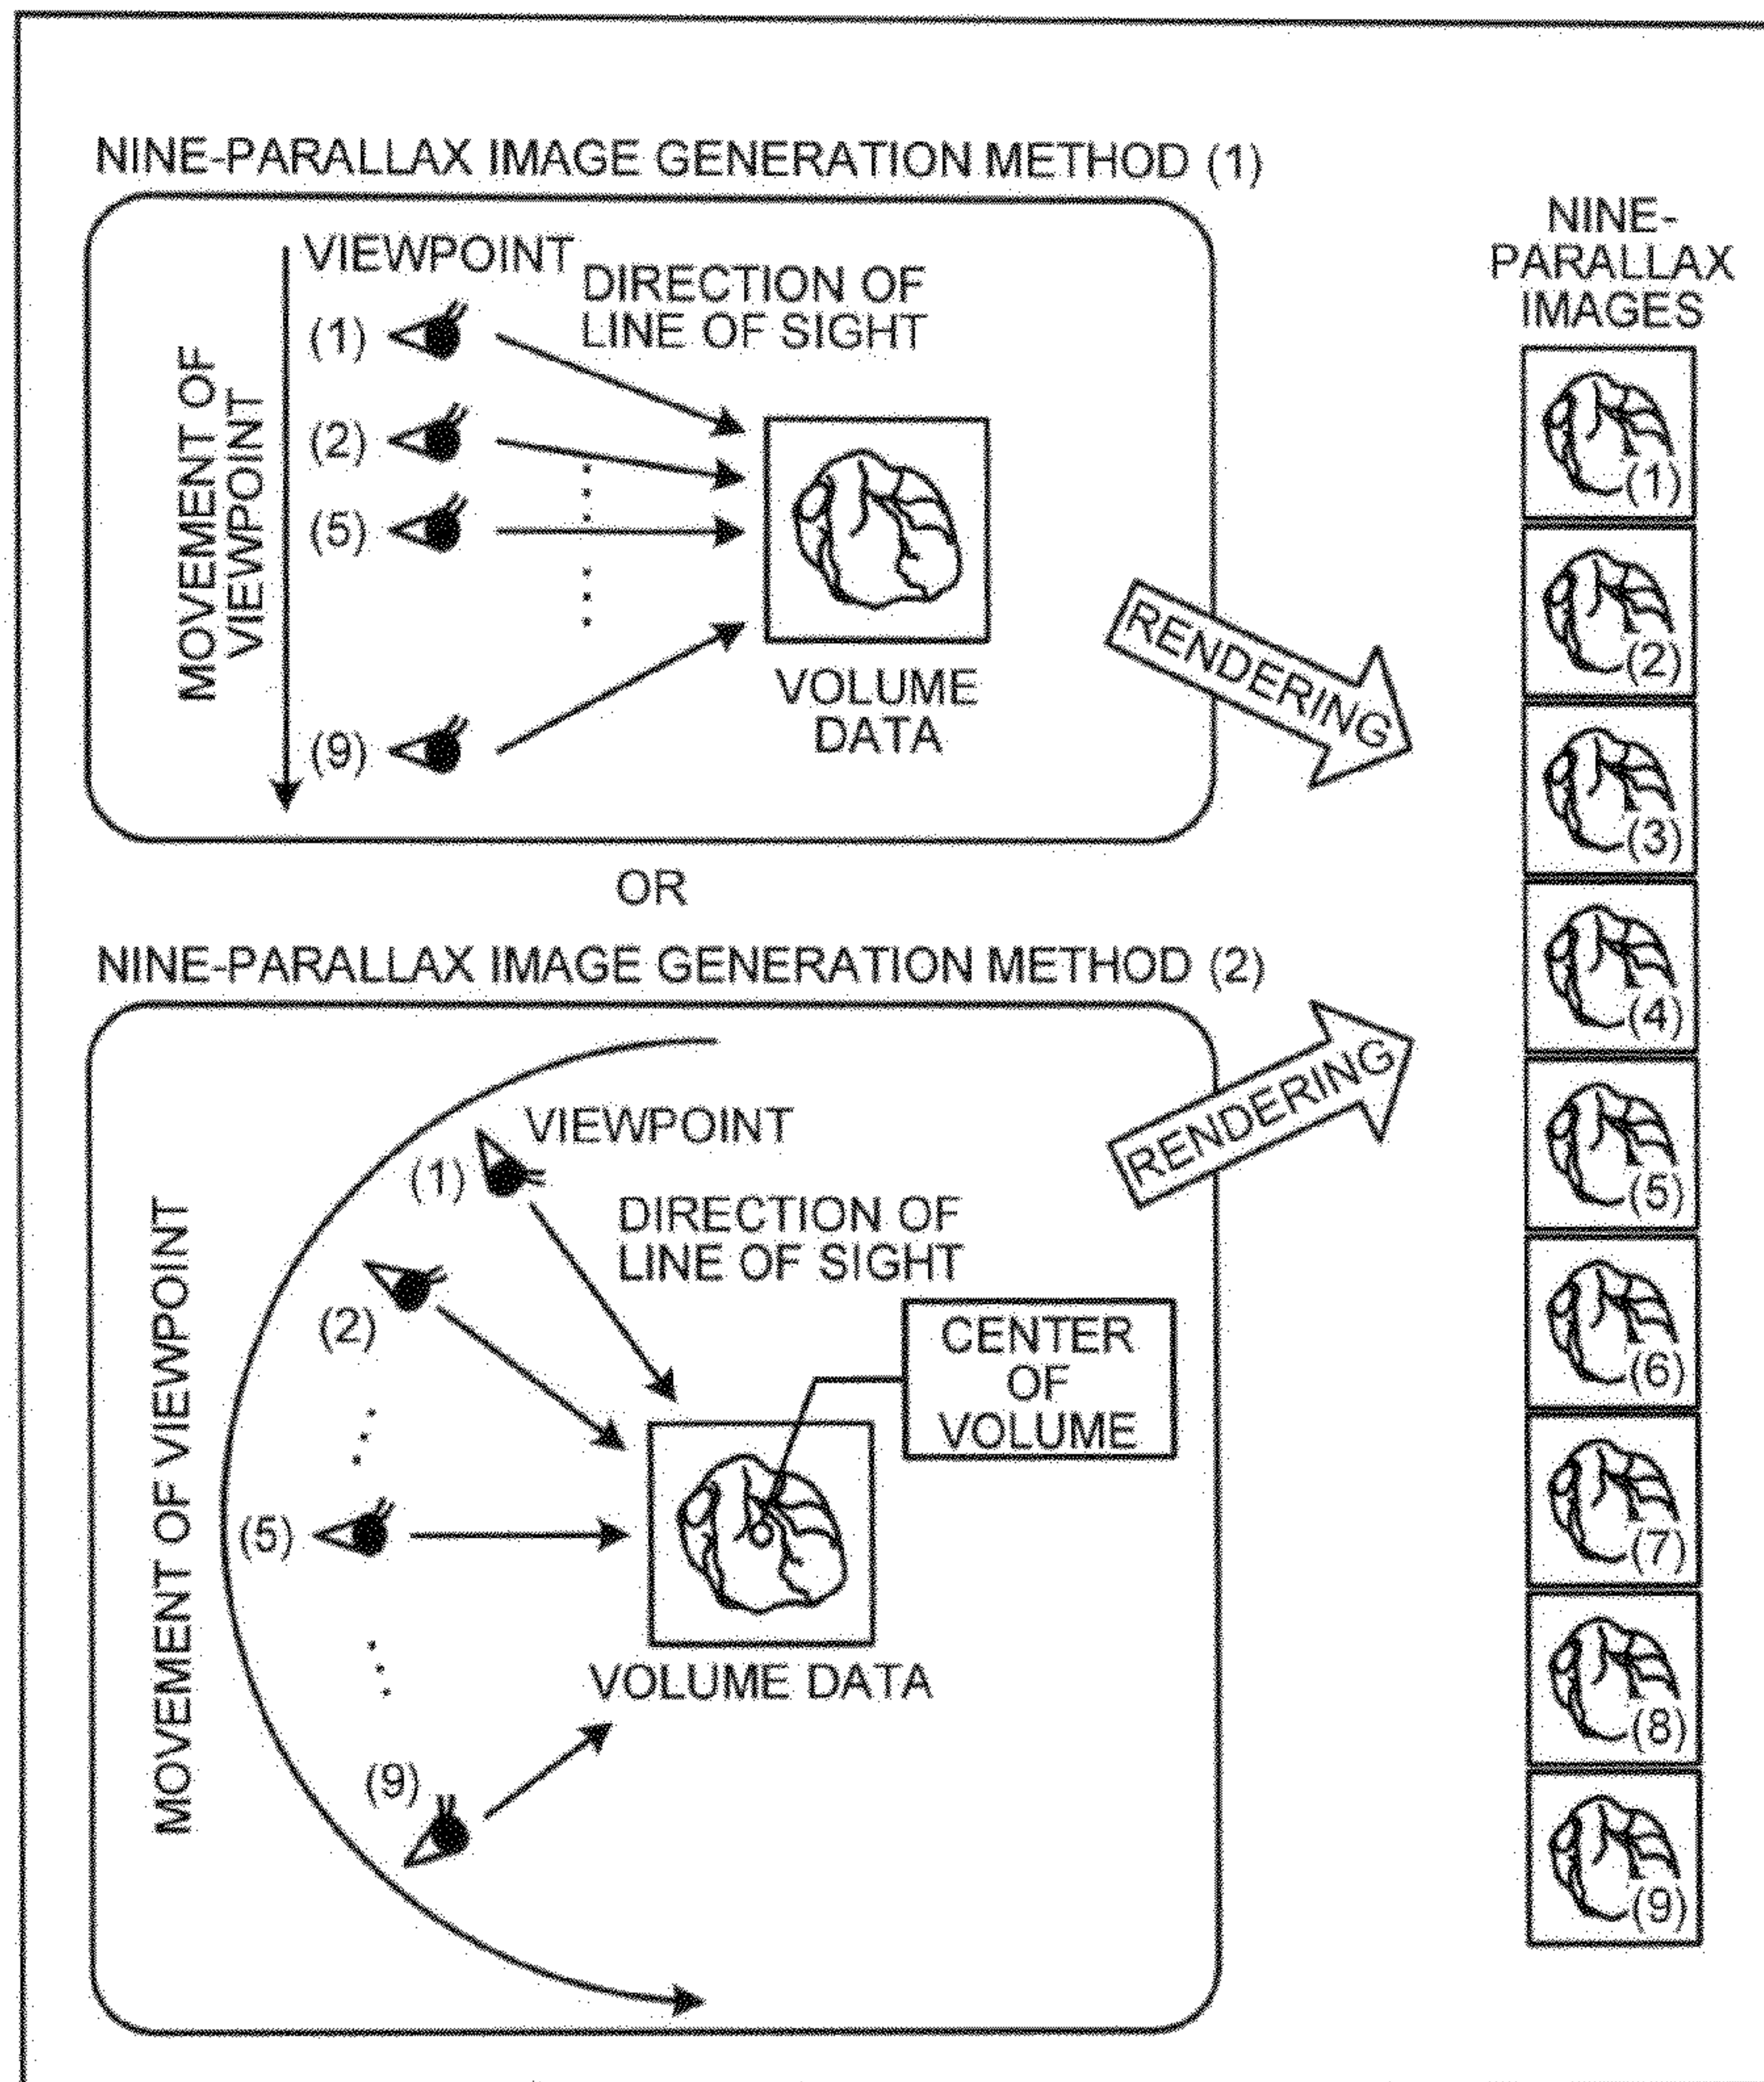 NINE-PARALLAX IMAGE GENERATION METHOD (1)
VIEWPOINT
DIRECTION OF
LINE OF SIGHT
MOVEMENT OF
VIEWPOINT
(1)
(2)
(5)
(9)
VOLUME
DATA
RENDERING
OR
NINE-PARALLAX IMAGE GENERATION METHOD (2)
VIEWPOINT
DIRECTION OF
LINE OF SIGHT
MOVEMENT OF VIEWPOINT
(1)
(2)
(5)
(9)
CENTER
OF
VOLUME
VOLUME DATA
RENDERING
NINE-
PARALLAX
IMAGES
(1)
(2)
(3)
(4)
(5)
(6)
(7)
(8)
(9)